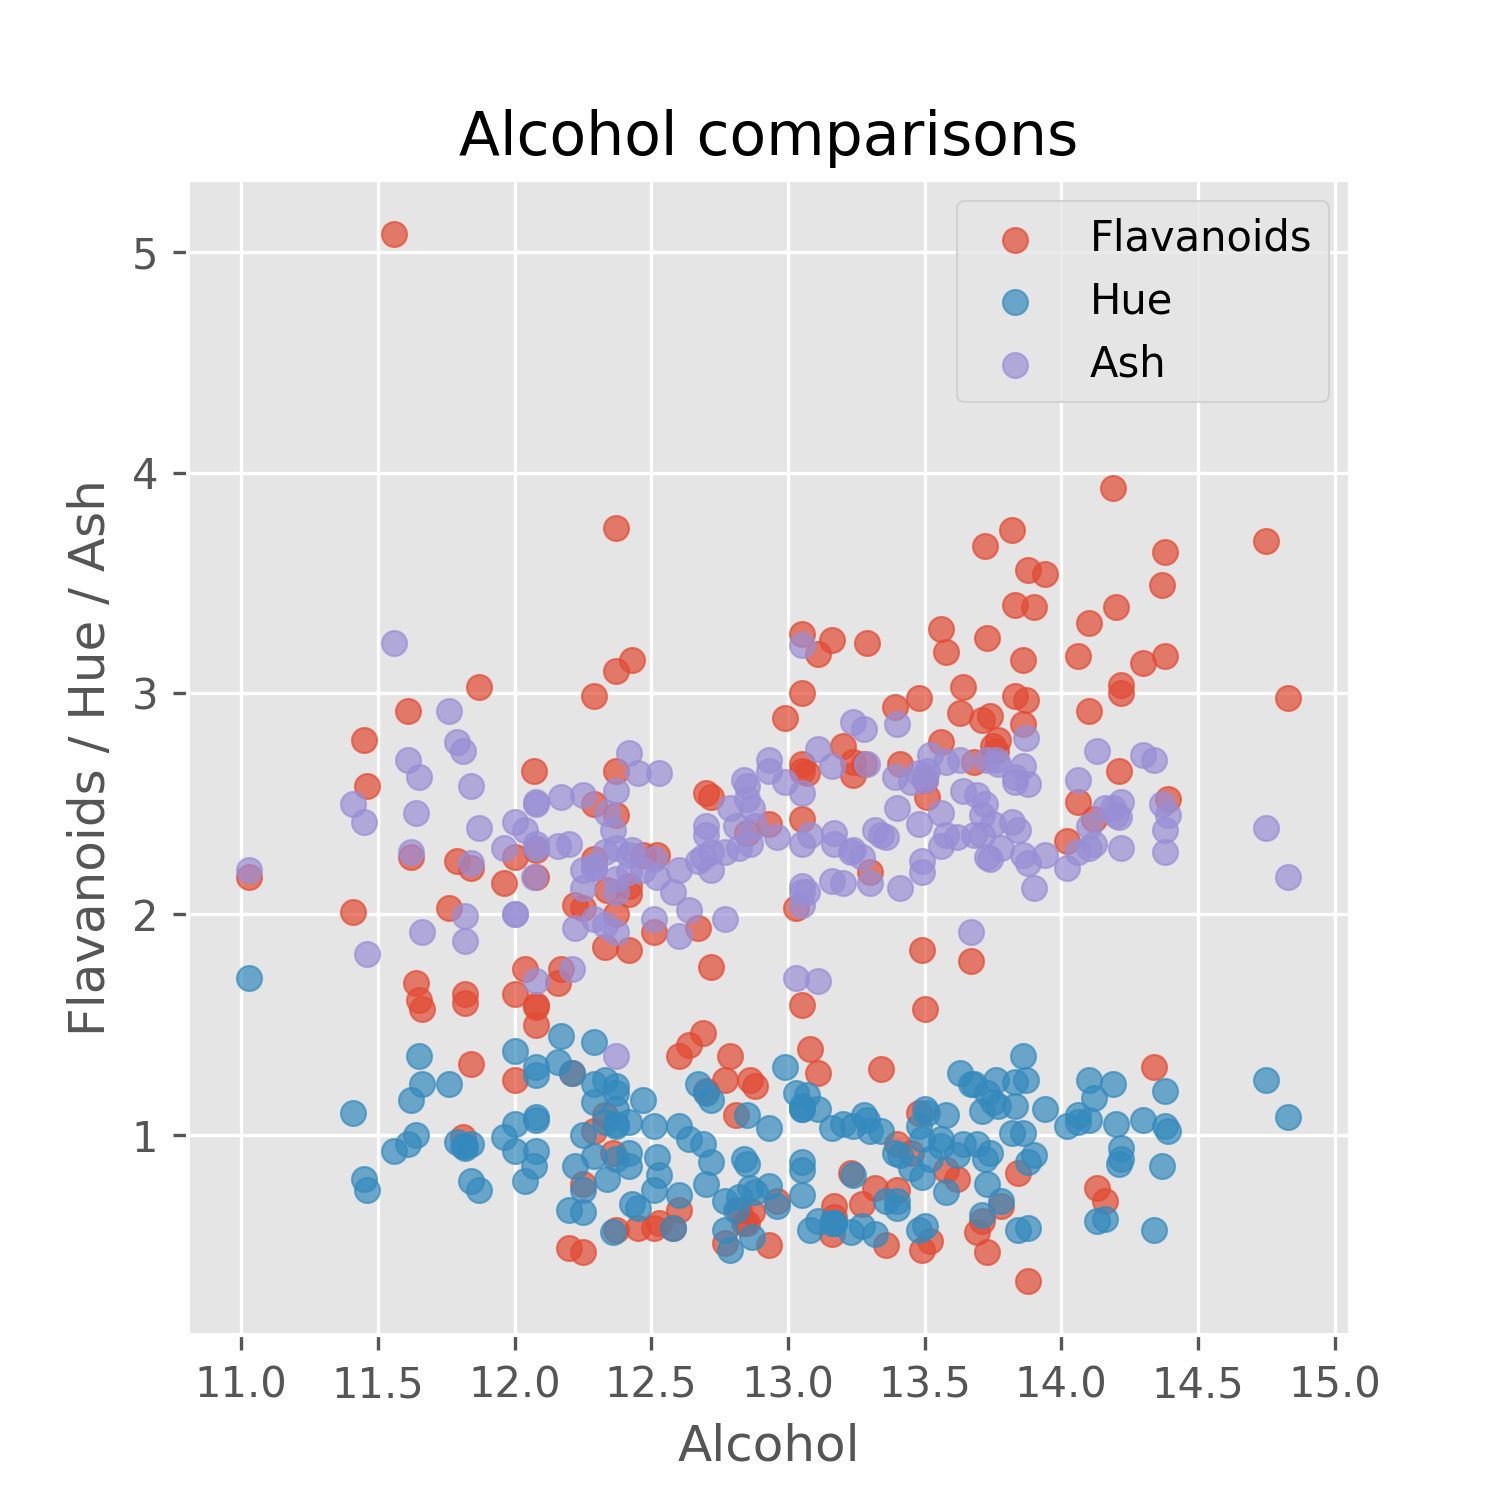 Alcohol comparisons
Flavanoids
Hue
Ash
5
4
3
2
1
Flavanoids / Hue / Ash
11.0 11.5 12.0 12.5 13.0 13.5 14.0 14.5 15.0
Alcohol